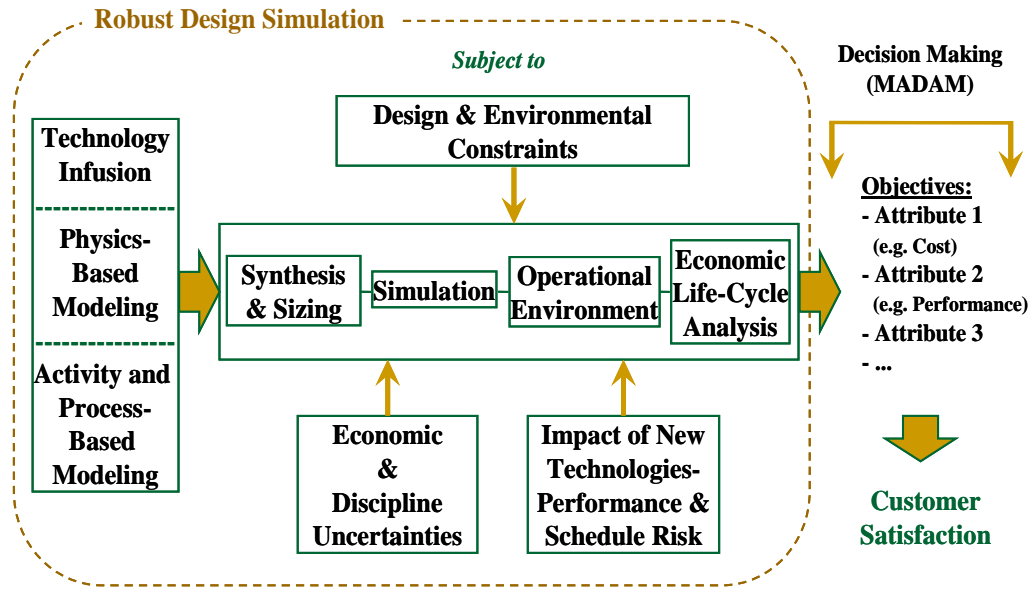 Robust Design Simulation
Subject to
Decision Making
(MADAM)
Design & Environmental
Constraints
Technology
Infusion
Physics-
Based
Modeling
Activity and
Process-
Based
Modeling
Synthesis
& Sizing
Simulation
Operational
Environment
Economic
Life-Cycle
Analysis
Objectives:
- Attribute 1
(e.g. Cost)
- Attribute 2
(e.g. Performance)
- Attribute 3
- ...
Economic
&
Discipline
Uncertainties
Impact of New
Technologies-
Performance &
Schedule Risk
Customer
Satisfaction